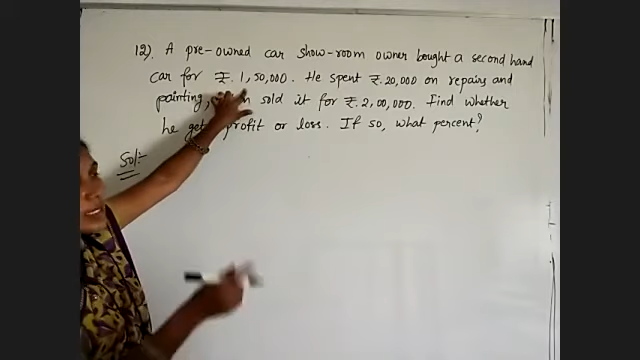 12) A pre-owned car show-room owner bought a second hand
car for ₹. 1,50,000. He spent ₹.20,000 on repairs and
painting, sold it for ₹.2,00,000. Find whether
he profit or loss. If so, what percent?
Sol:-